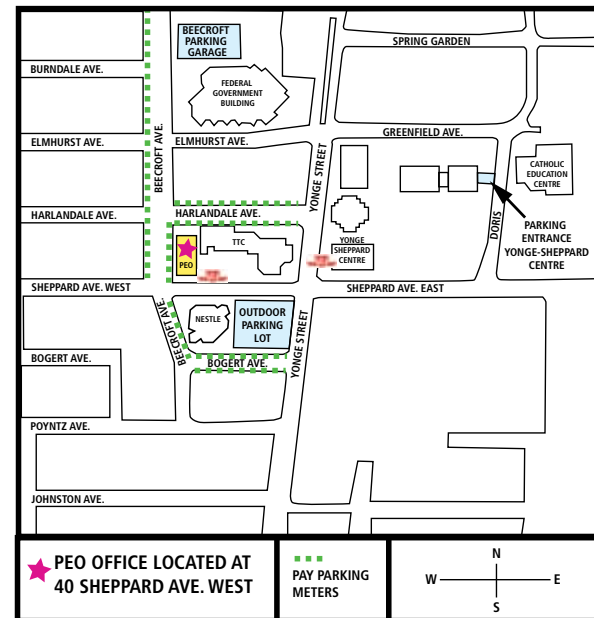 BEECROFT
PARKING
GARAGE
SPRING GARDEN
BURNDALE AVE.
FEDERAL
GOVERNMENT
BUILDING
GREENFIELD AVE.
ELMHURST AVE.
ELMHURST AVE.
BEECROFT AVE.
YONGE STREET
CATHOLIC
EDUCATION
CENTRE
HARLANDALE AVE.
HARLANDALE AVE.
DORIS
PARKING
ENTRANCE
YONGE-SHEPPARD
CENTRE
TTC
PEO
YONGE
SHEPPARD
CENTRE
SHEPPARD AVE. WEST
SHEPPARD AVE. EAST
BEECROFT AVE.
NESTLE
OUTDOOR
PARKING
LOT
YONGE STREET
BOGERT AVE.
BOGERT AVE.
POYNTZ AVE.
JOHNSTON AVE.
PEO OFFICE LOCATED AT
40 SHEPPARD AVE. WEST
PAY PARKING
METERS
N
W
E
S